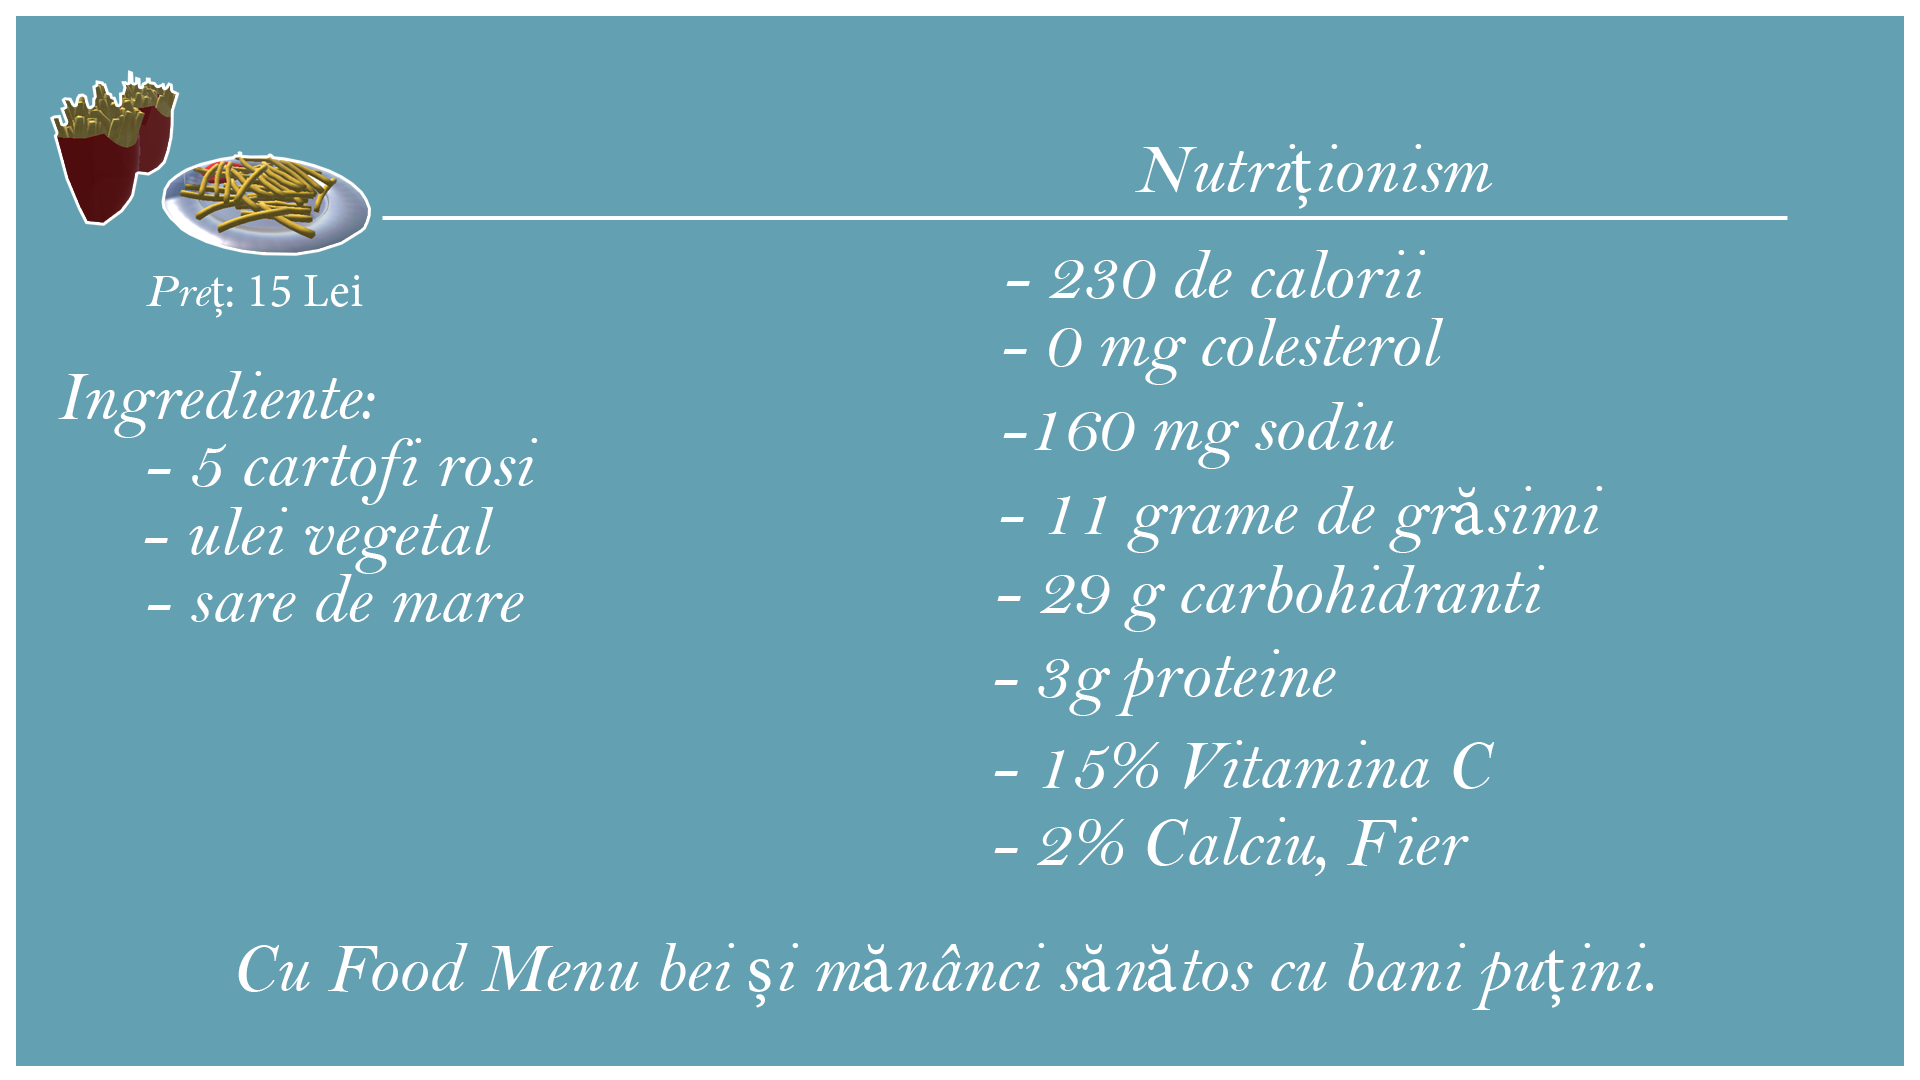 Nutriționism
Preț: 15 Lei
Ingrediente:
- 5 cartofi rosi
- ulei vegetal
- sare de mare
- 230 de calorii
- 0 mg colesterol
-160 mg sodiu
- 11 grame de grăsimi
- 29 g carbohidranti
- 3g proteine
- 15% Vitamina C
- 2% Calciu, Fier
Cu Food Menu bei și mănânci sănătos cu bani puțini.